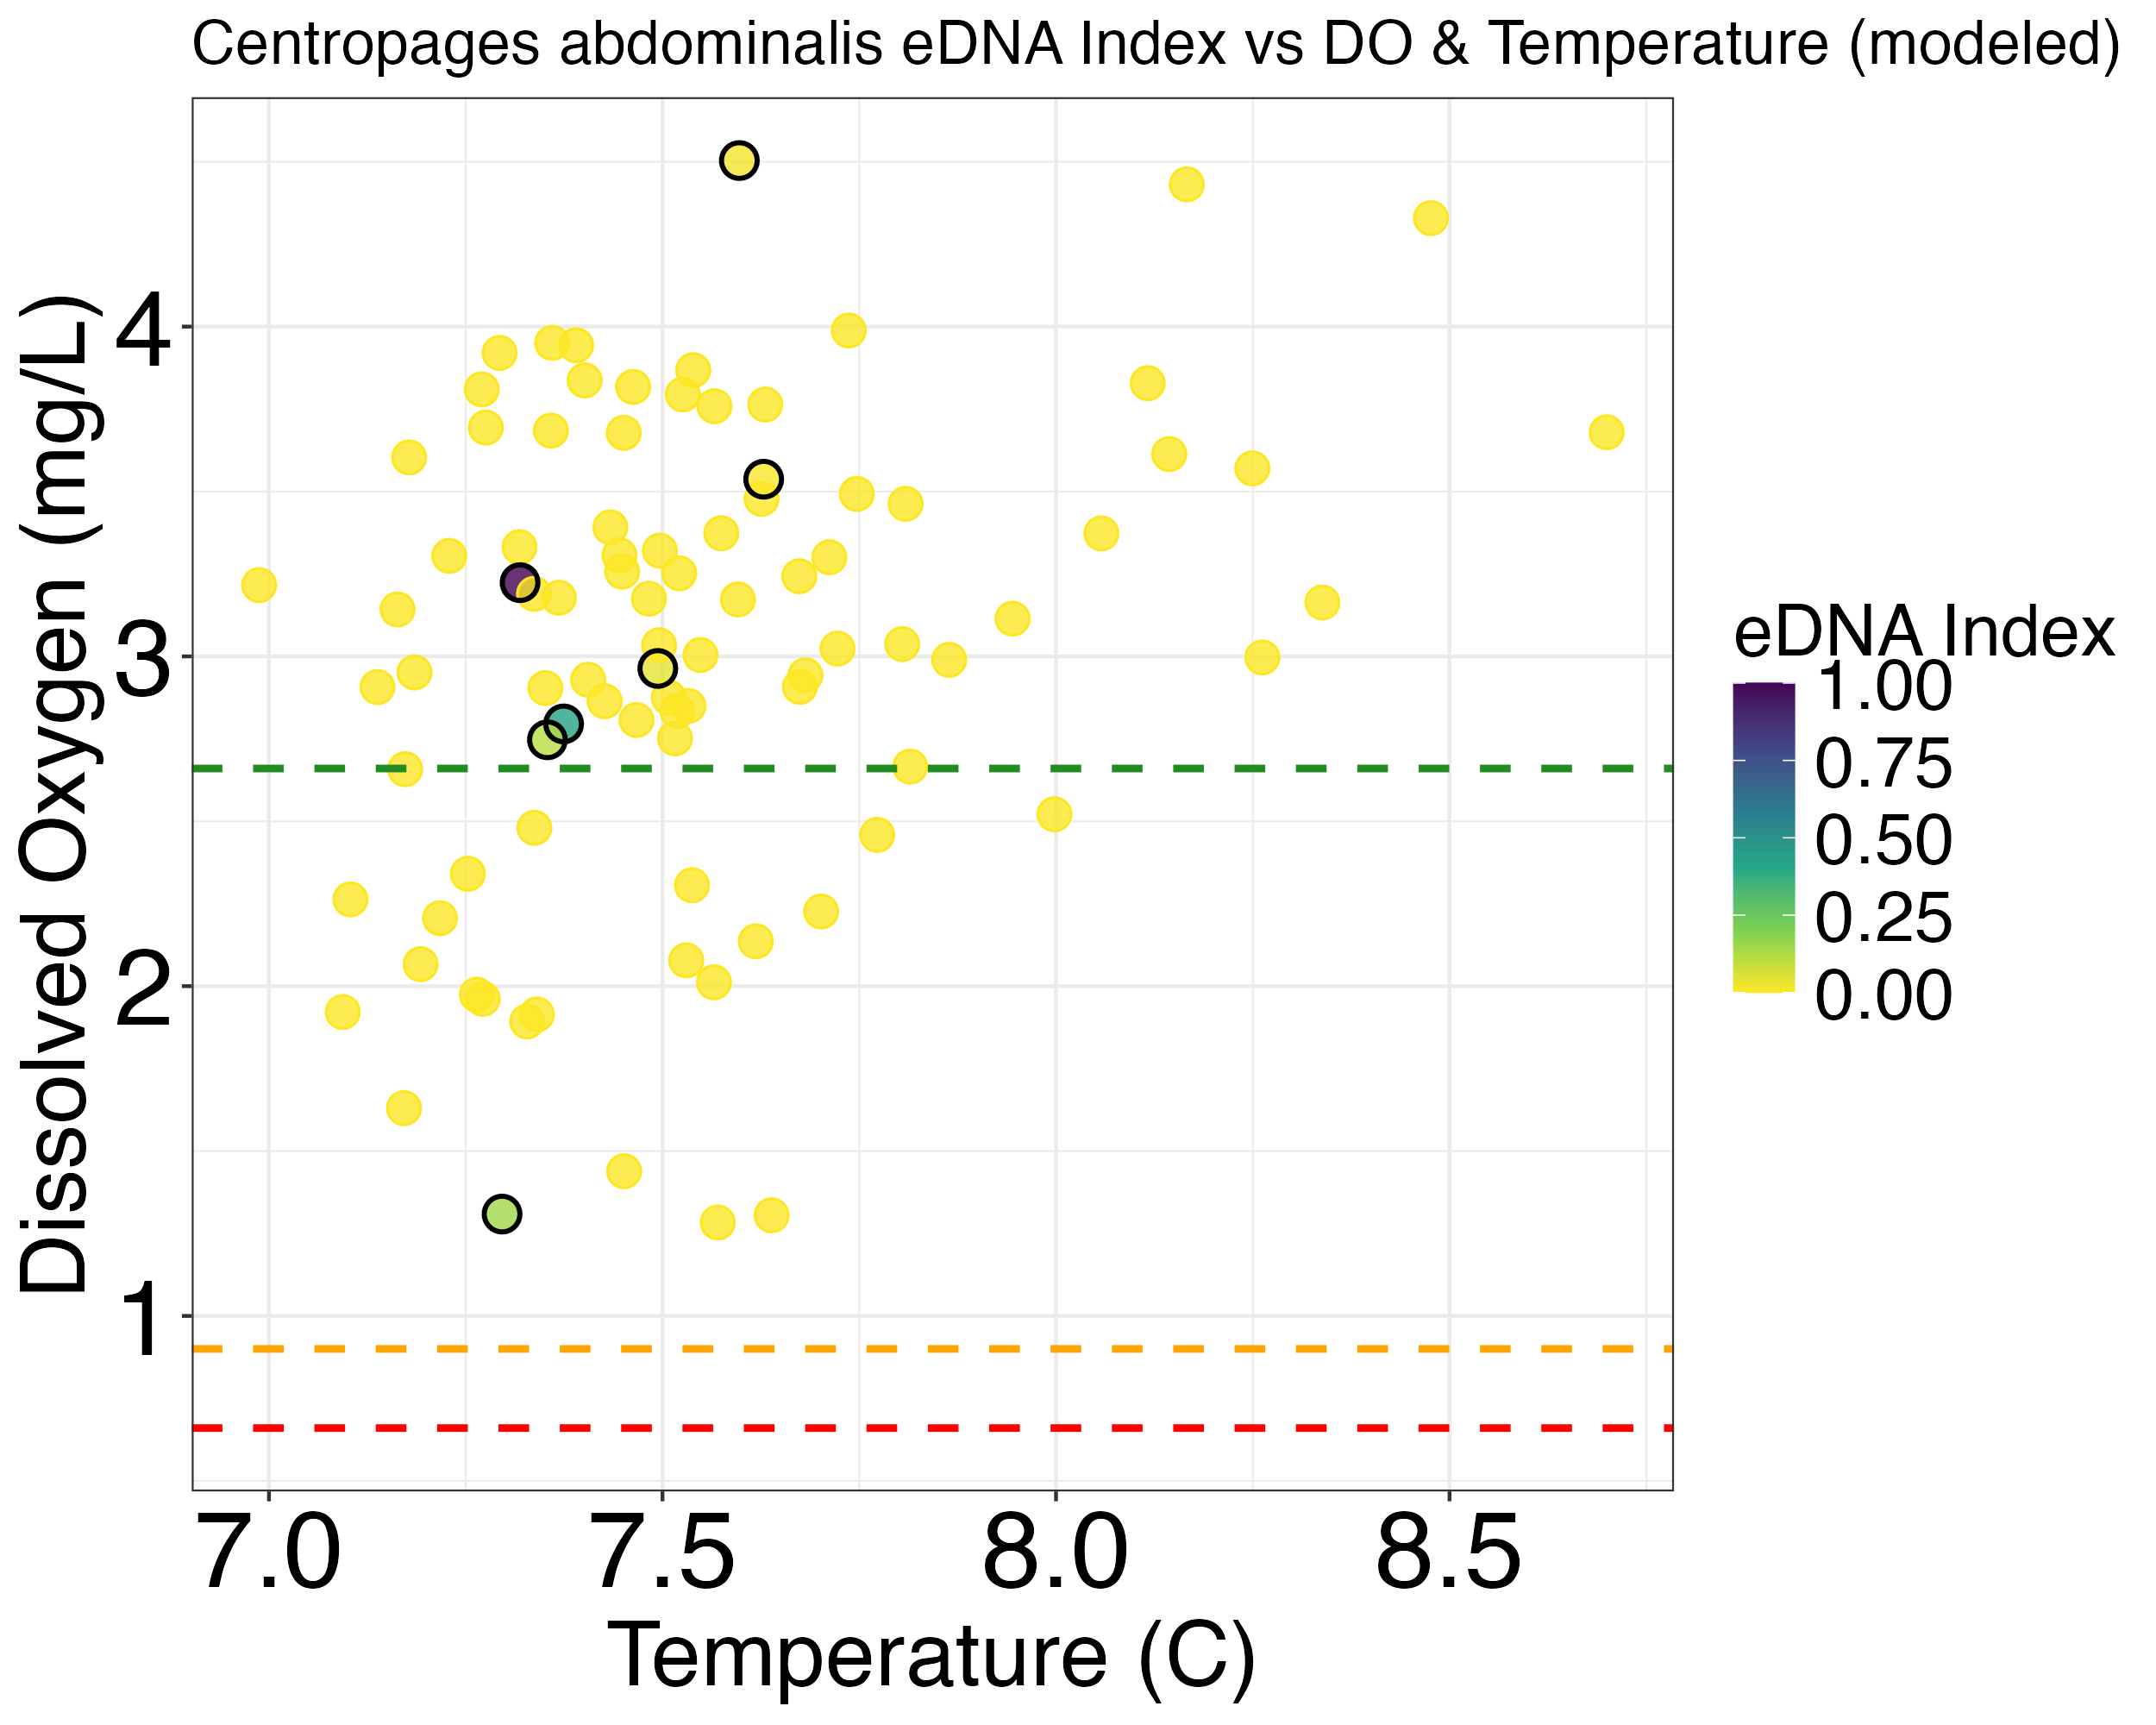 Centropages abdominalis eDNA Index vs DO & Temperature (modeled)
Dissolved Oxygen (mg/L)
4
3
2
1
7.0 7.5 8.0 8.5
Temperature (C)
eDNA Index
1.00
0.75
0.50
0.25
0.00